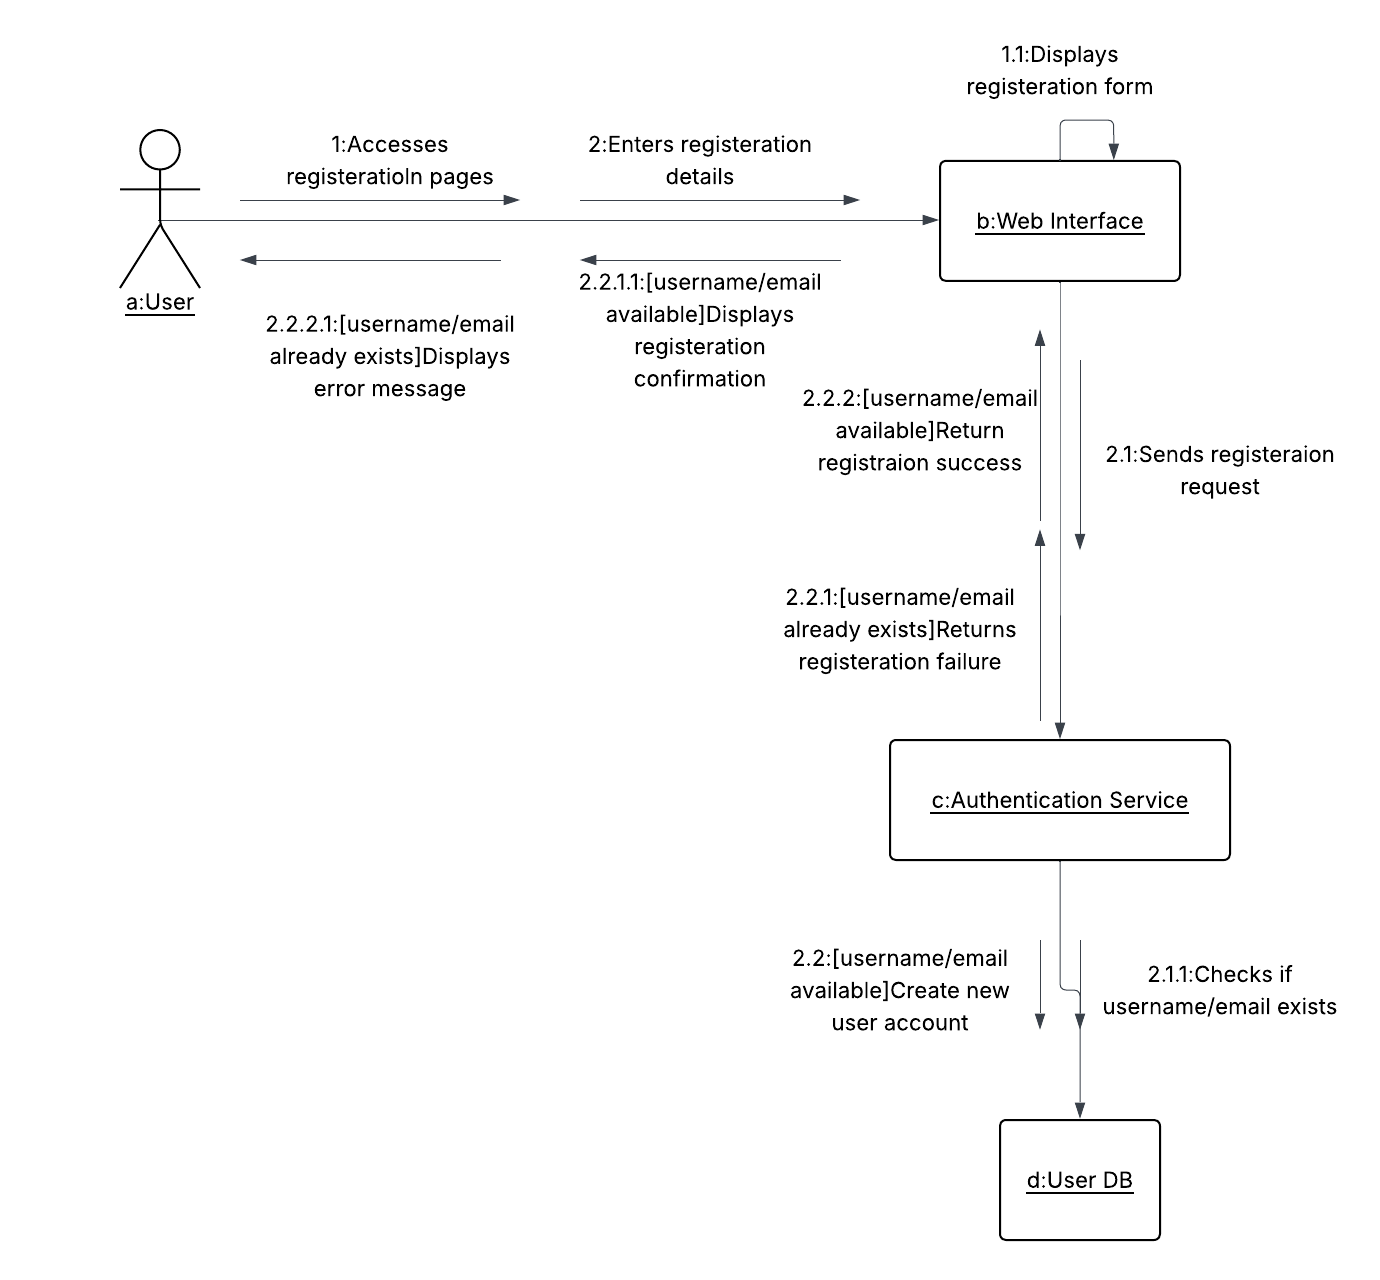 1.1:Displays
registeration form
1:Accesses
registeratioIn pages
2:Enters registeration
details
b:Web Interface
a:User
2.2.2.1:[username/email
already exists]Displays
error message
2.2.1.1:[username/email
available]Displays
registeration
confirmation
2.2.2:[username/email
available]Return
registraion success
2.1:Sends registeraion
request
2.2.1:[username/email
already exists]Returns
registeration failure
c:Authentication Service
2.2:[username/email
available]Create new
user account
2.1.1:Checks if
username/email exists
d:User DB